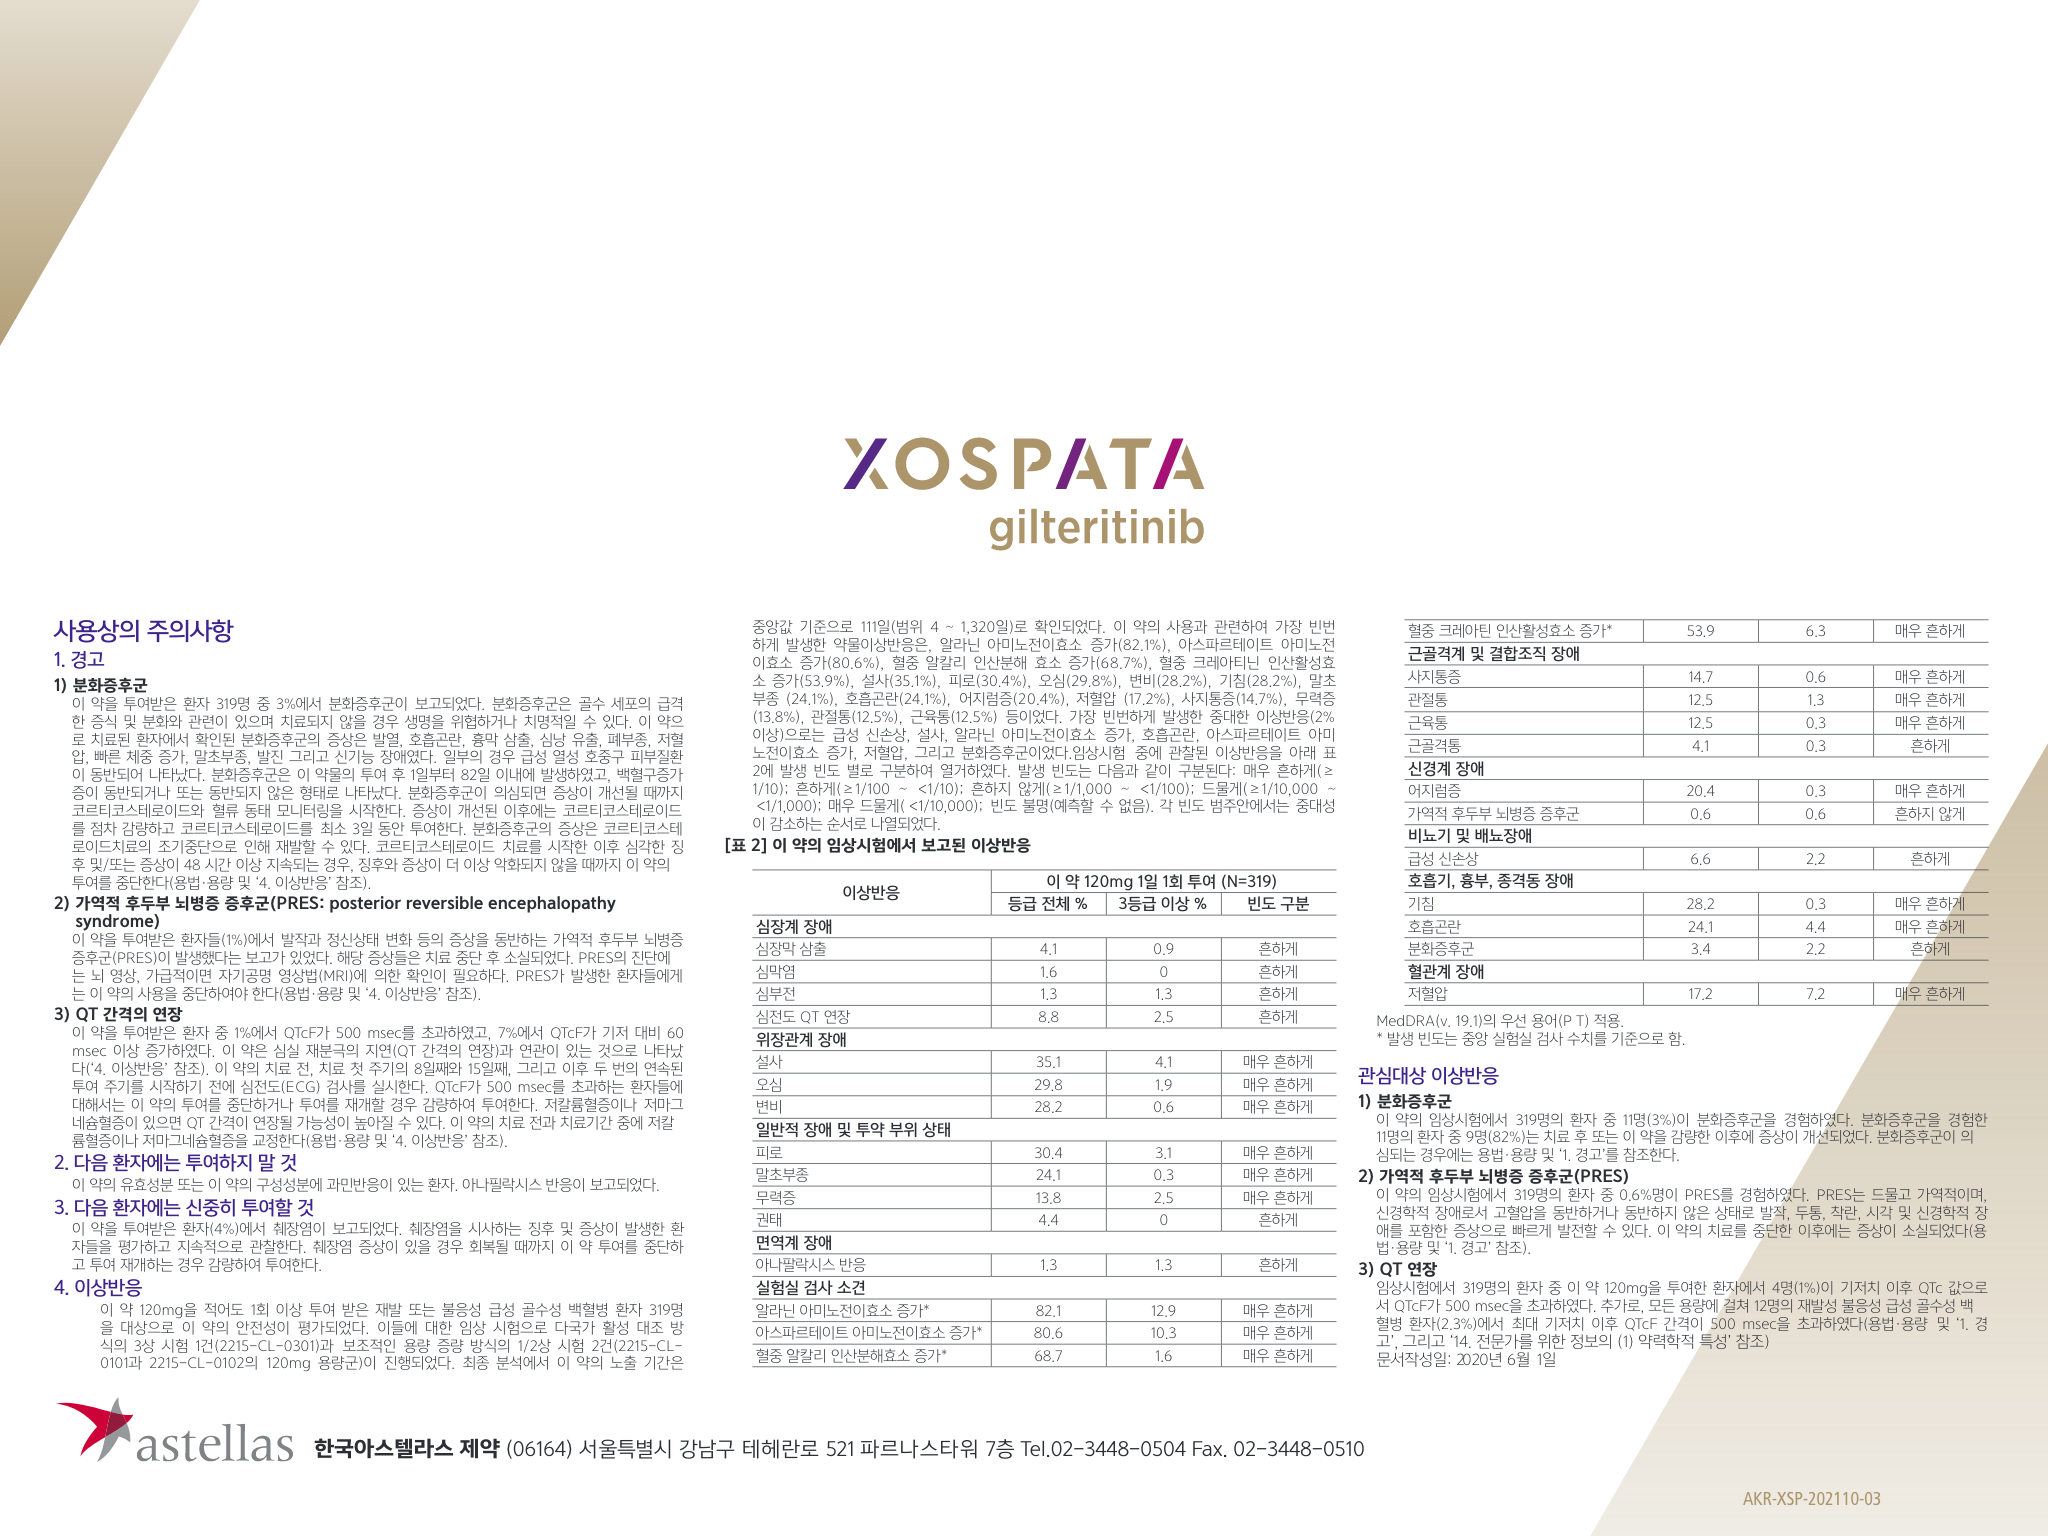 XOSPATA
gilteritinib
사용상의 주의사항
1. 경고
1) 분화증후군
이 약을 투여받은 환자 319명 중 3%에서 분화증후군이 보고되었다. 분화증후군은 골수 세포의 급격
한 증식 및 분화와 관련이 있으며 치료되지 않을 경우 생명을 위협하거나 치명적일 수 있다. 이 약으
로 치료된 환자에서 확인된 분화증후군의 증상은 발열, 호흡곤란, 흉막 삼출, 심낭 유출, 폐부종, 저혈
압, 빠른 체중 증가, 말초부종, 발진 그리고 신기능 장애였다. 일부의 경우 급성 열성 호중구 피부질환
이 동반되어 나타났다. 분화증후군은 이 약물의 투여 후 1일부터 82일 이내에 발생하였고, 백혈구증가
증이 동반되거나 또는 동반되지 않은 형태로 나타났다. 분화증후군이 의심되면 증상이 개선될 때까지
코르티코스테로이드와 혈류 동태 모니터링을 시작한다. 증상이 개선된 이후에는 코르티코스테로이드
를 점차 감량하고 코르티코스테로이드를 최소 3일 동안 투여한다. 분화증후군의 증상은 코르티코스테
로이드치료의 조기중단으로 인해 재발할 수 있다. 코르티코스테로이드 치료를 시작한 이후 심각한 징
후 및/또는 증상이 48 시간 이상 지속되는 경우, 징후와 증상이 더 이상 악화되지 않을 때까지 이 약의
투여를 중단한다(용법·용량 및 ‘4. 이상반응’ 참조).
2) 가역적 후두부 뇌병증 증후군(PRES: posterior reversible encephalopathy
syndrome)
이 약을 투여받은 환자들(1%)에서 발작과 정신상태 변화 등의 증상을 동반하는 가역적 후두부 뇌병증
증후군(PRES)이 발생했다는 보고가 있었다. 해당 증상들은 치료 중단 후 소실되었다. PRES의 진단에
는 뇌 영상, 가급적이면 자기공명 영상법(MRI)에 의한 확인이 필요하다. PRES가 발생한 환자들에게
는 이 약의 사용을 중단하여야 한다(용법·용량 및 ‘4. 이상반응’ 참조).
3) QT 간격의 연장
이 약을 투여받은 환자 중 1%에서 QTcF가 500 msec를 초과하였고, 7%에서 QTcF가 기저 대비 60
msec 이상 증가하였다. 이 약은 심실 재분극의 지연(QT 간격의 연장)과 연관이 있는 것으로 나타났
다(‘4. 이상반응’ 참조). 이 약의 치료 전, 치료 첫 주기의 8일째와 15일째, 그리고 이후 두 번의 연속된
투여 주기를 시작하기 전에 심전도(ECG) 검사를 실시한다. QTcF가 500 msec를 초과하는 환자들에
대해서는 이 약의 투여를 중단하거나 투여를 재개할 경우 감량하여 투여한다. 저칼륨혈증이나 저마그
네슘혈증이 있으면 QT 간격이 연장될 가능성이 높아질 수 있다. 이 약의 치료 전과 치료기간 중에 저칼
륨혈증이나 저마그네슘혈증을 교정한다(용법·용량 및 ‘4. 이상반응’ 참조).
2. 다음 환자에는 투여하지 말 것
이 약의 유효성분 또는 이 약의 구성성분에 과민반응이 있는 환자. 아나필락시스 반응이 보고되었다.
3. 다음 환자에는 신중히 투여할 것
이 약을 투여받은 환자(4%)에서 췌장염이 보고되었다. 췌장염을 시사하는 징후 및 증상이 발생한 환
자들을 평가하고 지속적으로 관찰한다. 췌장염 증상이 있을 경우 회복될 때까지 이 약 투여를 중단하
고 투여 재개하는 경우 감량하여 투여한다.
4. 이상반응
이 약 120mg을 적어도 1회 이상 투여 받은 재발 또는 불응성 급성 골수성 백혈병 환자 319명
을 대상으로 이 약의 안전성이 평가되었다. 이들에 대한 임상 시험으로 다국가 활성 대조 방
식의 3상 시험 1건(2215-CL-0301)과 보조적인 용량 증량 방식의 1/2상 시험 2건(2215-CL-
0101과 2215-CL-0102의 120mg 용량군)이 진행되었다. 최종 분석에서 이 약의 노출 기간은
중앙값 기준으로 111일(범위 4 ~ 1,320일)로 확인되었다. 이 약의 사용과 관련하여 가장 빈번
하게 발생한 약물이상반응은, 알라닌 아미노전이효소 증가(82.1%), 아스파르테이트 아미노전
이효소 증가(80.6%), 혈중 알칼리 인산분해 효소 증가(68.7%), 혈중 크레아티닌 인산활성효
소 증가(53.9%), 설사(35.1%), 피로(30.4%), 오심(29.8%), 변비(28.2%), 기침(28.2%), 말초
부종 (24.1%), 호흡곤란(24.1%), 어지럼증(20.4%), 저혈압 (17.2%), 사지통증(14.7%), 무력증
(13.8%), 관절통(12.5%), 근육통(12.5%) 등이었다. 가장 빈번하게 발생한 중대한 이상반응(2%
이상)으로는 급성 신손상, 설사, 알라닌 아미노전이효소 증가, 호흡곤란, 아스파르테이트 아미
노전이효소 증가, 저혈압, 그리고 분화증후군이었다.임상시험 중에 관찰된 이상반응을 아래 표
2에 발생 빈도 별로 구분하여 열거하였다. 발생 빈도는 다음과 같이 구분된다: 매우 흔하게(≥
1/10); 흔하게(≥1/100 ~ <1/10); 흔하지 않게(≥1/1,000 ~ <1/100); 드물게(≥1/10,000 ~
<1/1,000); 매우 드물게( <1/10,000); 빈도 불명(예측할 수 없음). 각 빈도 범주안에서는 중대성
이 감소하는 순서로 나열되었다.
[표 2] 이 약의 임상시험에서 보고된 이상반응
이상반응 이 약 120mg 1일 1회 투여 (N=319)
등급 전체 % 3등급 이상 % 빈도 구분
심장계 장애
심장막 삼출 4.1 0.9 흔하게
심막염 1.6 0 흔하게
심부전 1.3 1.3 흔하게
심전도 QT 연장 8.8 2.5 흔하게
위장관계 장애
설사 35.1 4.1 매우 흔하게
오심 29.8 1.9 매우 흔하게
변비 28.2 0.6 매우 흔하게
일반적 장애 및 투약 부위 상태
피로 30.4 3.1 매우 흔하게
말초부종 24.1 0.3 매우 흔하게
무력증 13.8 2.5 매우 흔하게
권태 4.4 0 흔하게
면역계 장애
아나팔락시스 반응 1.3 1.3 흔하게
실험실 검사 소견
알라닌 아미노전이효소 증가* 82.1 12.9 매우 흔하게
아스파르테이트 아미노전이효소 증가* 80.6 10.3 매우 흔하게
혈중 알칼리 인산분해효소 증가* 68.7 1.6 매우 흔하게
혈중 크레아틴 인산활성효소 증가* 53.9 6.3 매우 흔하게
근골격계 및 결합조직 장애
사지통증 14.7 0.6 매우 흔하게
관절통 12.5 1.3 매우 흔하게
근육통 12.5 0.3 매우 흔하게
근골격통 4.1 0.3 흔하게
신경계 장애
어지럼증 20.4 0.3 매우 흔하게
가역적 후두부 뇌병증 증후군 0.6 0.6 흔하지 않게
비뇨기 및 배뇨장애
급성 신손상 6.6 2.2 흔하게
호흡기, 흉부, 종격동 장애
기침 28.2 0.3 매우 흔하게
호흡곤란 24.1 4.4 매우 흔하게
분화증후군 3.4 2.2 흔하게
혈관계 장애
저혈압 17.2 7.2 매우 흔하게
MedDRA(v. 19.1)의 우선 용어(P T) 적용.
* 발생 빈도는 중앙 실험실 검사 수치를 기준으로 함.
관심대상 이상반응
1) 분화증후군
이 약의 임상시험에서 319명의 환자 중 11명(3%)이 분화증후군을 경험하였다. 분화증후군을 경험한
11명의 환자 중 9명(82%)는 치료 후 또는 이 약을 감량한 이후에 증상이 개선되었다. 분화증후군이 의
심되는 경우에는 용법·용량 및 ‘1. 경고’를 참조한다.
2) 가역적 후두부 뇌병증 증후군(PRES)
이 약의 임상시험에서 319명의 환자 중 0.6%명이 PRES를 경험하였다. PRES는 드물고 가역적이며,
신경학적 장애로서 고혈압을 동반하거나 동반하지 않은 상태로 발작, 두통, 착란, 시각 및 신경학적 장
애를 포함한 증상으로 빠르게 발전할 수 있다. 이 약의 치료를 중단한 이후에는 증상이 소실되었다(용
법·용량 및 ‘1. 경고’ 참조).
3) QT 연장
임상시험에서 319명의 환자 중 이 약 120mg을 투여한 환자에서 4명(1%)이 기저치 이후 QTc 값으로
서 QTcF가 500 msec을 초과하였다. 추가로, 모든 용량에 걸쳐 12명의 재발성 불응성 급성 골수성 백
혈병 환자(2.3%)에서 최대 기저치 이후 QTcF 간격이 500 msec을 초과하였다(용법·용량 및 ‘1. 경
고’, 그리고 ‘14. 전문가를 위한 정보의 (1) 약력학적 특성’ 참조)
문서작성일: 2020년 6월 1일
astellas 한국아스텔라스 제약 (06164) 서울특별시 강남구 테헤란로 521 파르나스타워 7층 Tel.02-3448-0504 Fax. 02-3448-0510
AKR-XSP-202110-03